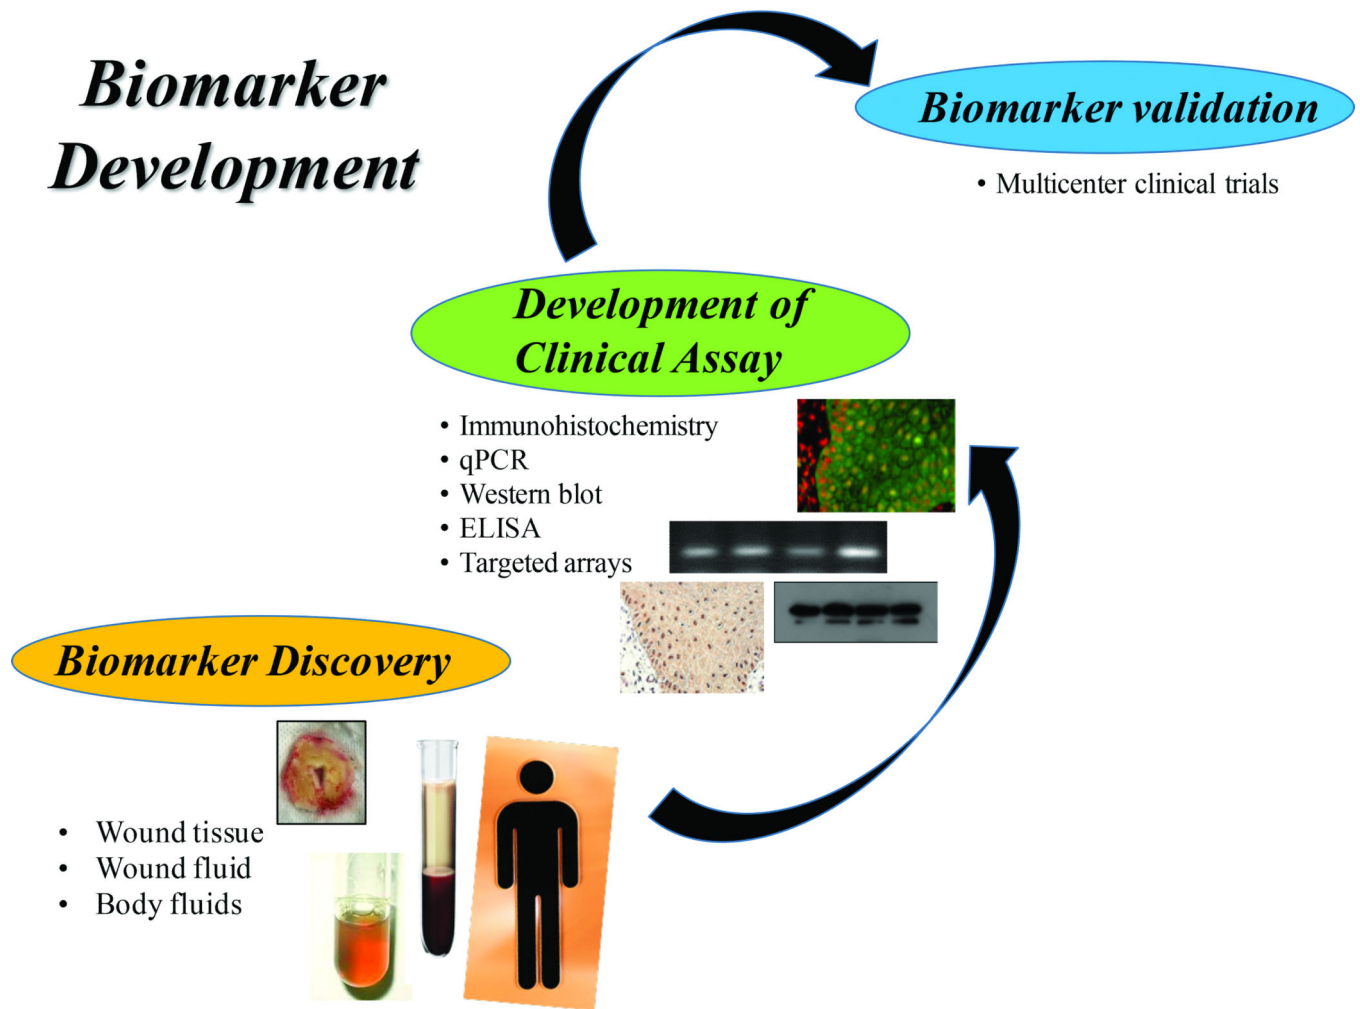 Biomarker
Development
Biomarker validation
• Multicenter clinical trials
Development of
Clinical Assay
• Immunohistochemistry
• qPCR
• Western blot
• ELISA
• Targeted arrays
Biomarker Discovery
• Wound tissue
• Wound fluid
• Body fluids